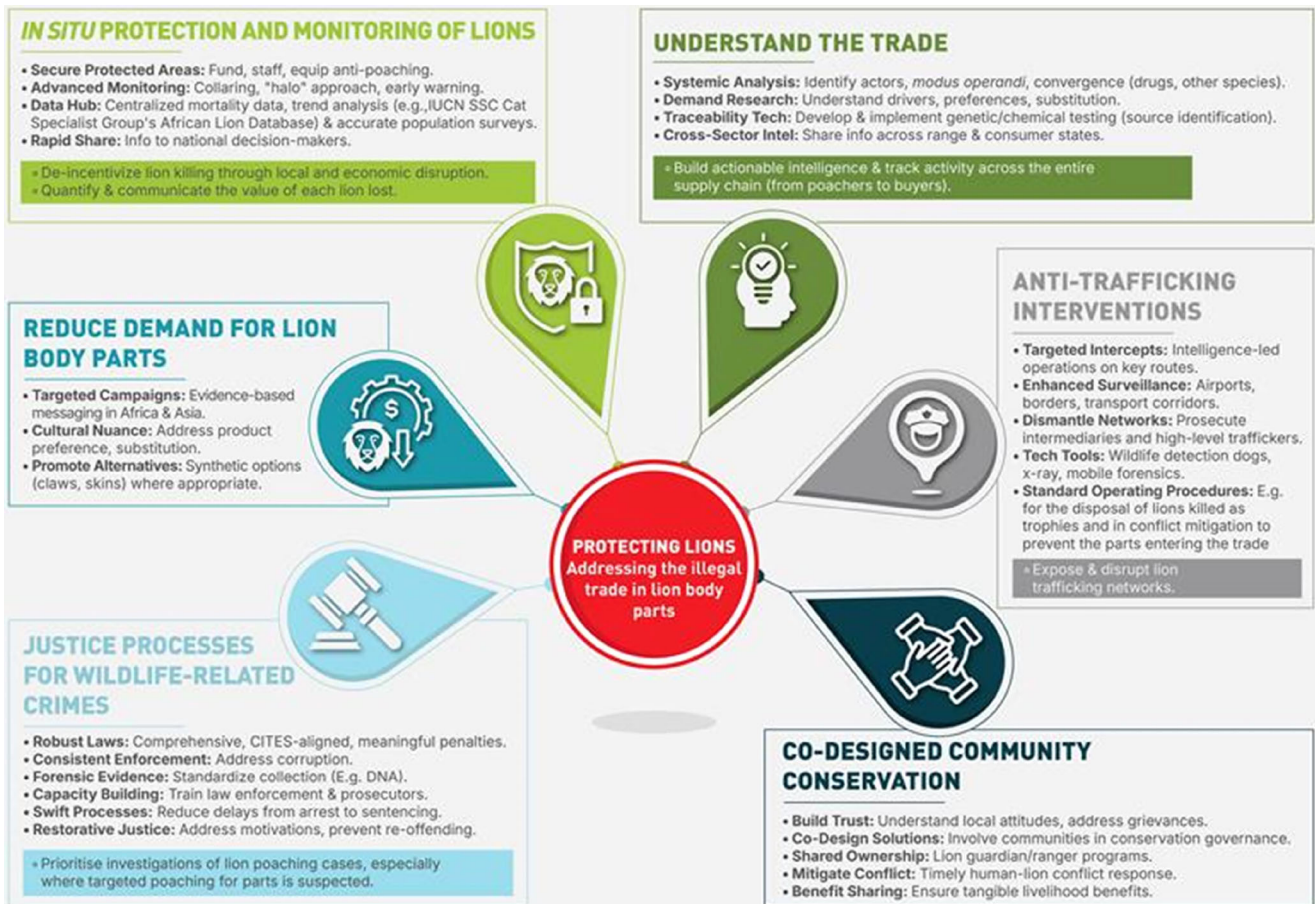 IN SITU PROTECTION AND MONITORING OF LIONS
• Secure Protected Areas: Fund, staff, equip anti-poaching.
• Advanced Monitoring: Collaring, "halo" approach, early warning.
• Data Hub: Centralized mortality data, trend analysis (e.g.,IUCN SSC Cat
Specialist Group's African Lion Database) & accurate population surveys.
• Rapid Share: Info to national decision-makers.
• De-incentivize lion killing through local and economic disruption.
• Quantify & communicate the value of each lion lost.
UNDERSTAND THE TRADE
• Systemic Analysis: Identify actors, modus operandi, convergence (drugs, other species).
• Demand Research: Understand drivers, preferences, substitution.
• Traceability Tech: Develop & implement genetic/chemical testing (source identification).
• Cross-Sector Intel: Share info across range & consumer states.
• Build actionable intelligence & track activity across the entire
supply chain (from poachers to buyers).
REDUCE DEMAND FOR LION
BODY PARTS
• Targeted Campaigns: Evidence-based
messaging in Africa & Asia.
• Cultural Nuance: Address product
preference, substitution.
• Promote Alternatives: Synthetic options
(claws, skins) where appropriate.
$
ANTI-TRAFFICKING
INTERVENTIONS
• Targeted Intercepts: Intelligence-led
operations on key routes.
• Enhanced Surveillance: Airports,
borders, transport corridors.
• Dismantle Networks: Prosecute
intermediaries and high-level traffickers.
• Tech Tools: Wildlife detection dogs,
x-ray, mobile forensics.
• Standard Operating Procedures: E.g.
for the disposal of lions killed as
trophies and in conflict mitigation to
prevent the parts entering the trade
• Expose & disrupt lion
trafficking networks.
PROTECTING LIONS
Addressing the illegal
trade in lion body
parts
JUSTICE PROCESSES
FOR WILDLIFE-RELATED
CRIMES
• Robust Laws: Comprehensive, CITES-aligned, meaningful penalties.
• Consistent Enforcement: Address corruption.
• Forensic Evidence: Standardize collection (E.g. DNA).
• Capacity Building: Train law enforcement & prosecutors.
• Swift Processes: Reduce delays from arrest to sentencing.
• Restorative Justice: Address motivations, prevent re-offending.
• Prioritise investigations of lion poaching cases, especially
where targeted poaching for parts is suspected.
CO-DESIGNED COMMUNITY
CONSERVATION
• Build Trust: Understand local attitudes, address grievances.
• Co-Design Solutions: Involve communities in conservation governance.
• Shared Ownership: Lion guardian/ranger programs.
• Mitigate Conflict: Timely human-lion conflict response.
• Benefit Sharing: Ensure tangible livelihood benefits.